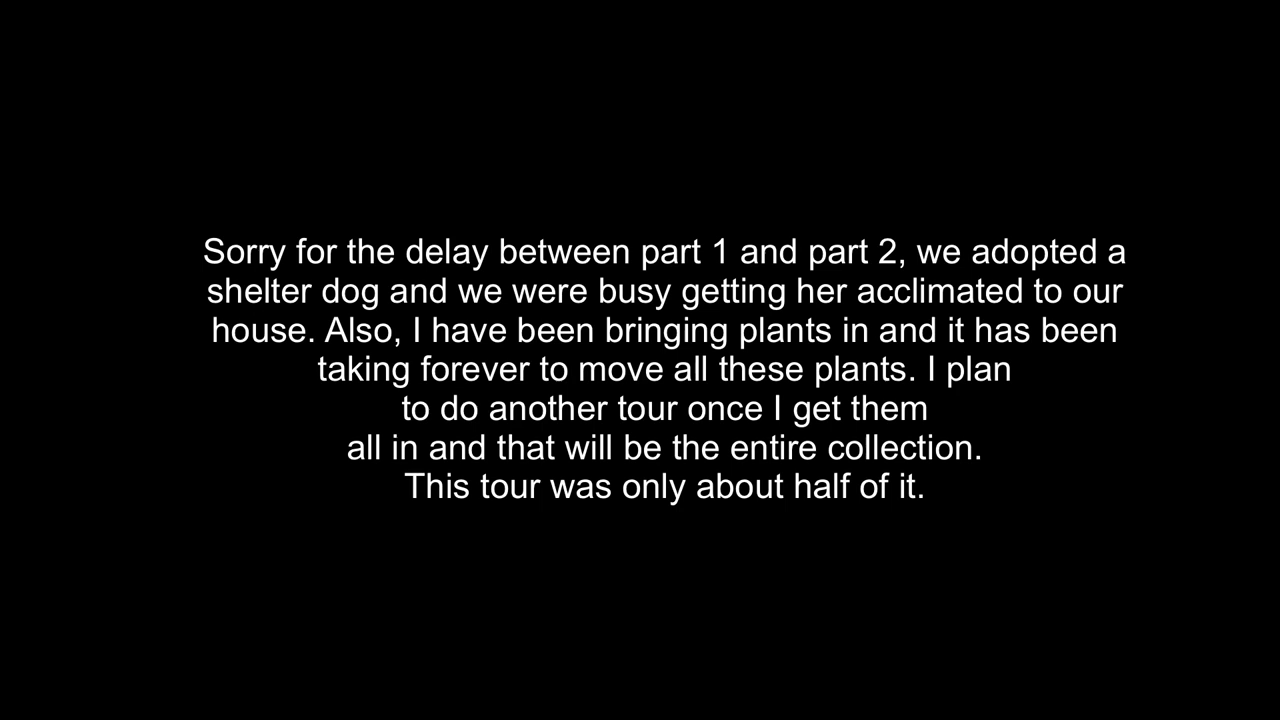 Sorry for the delay between part 1 and part 2, we adopted a
shelter dog and we were busy getting her acclimated to our
house. Also, I have been bringing plants in and it has been
taking forever to move all these plants. I plan
to do another tour once I get them
all in and that will be the entire collection.
This tour was only about half of it.